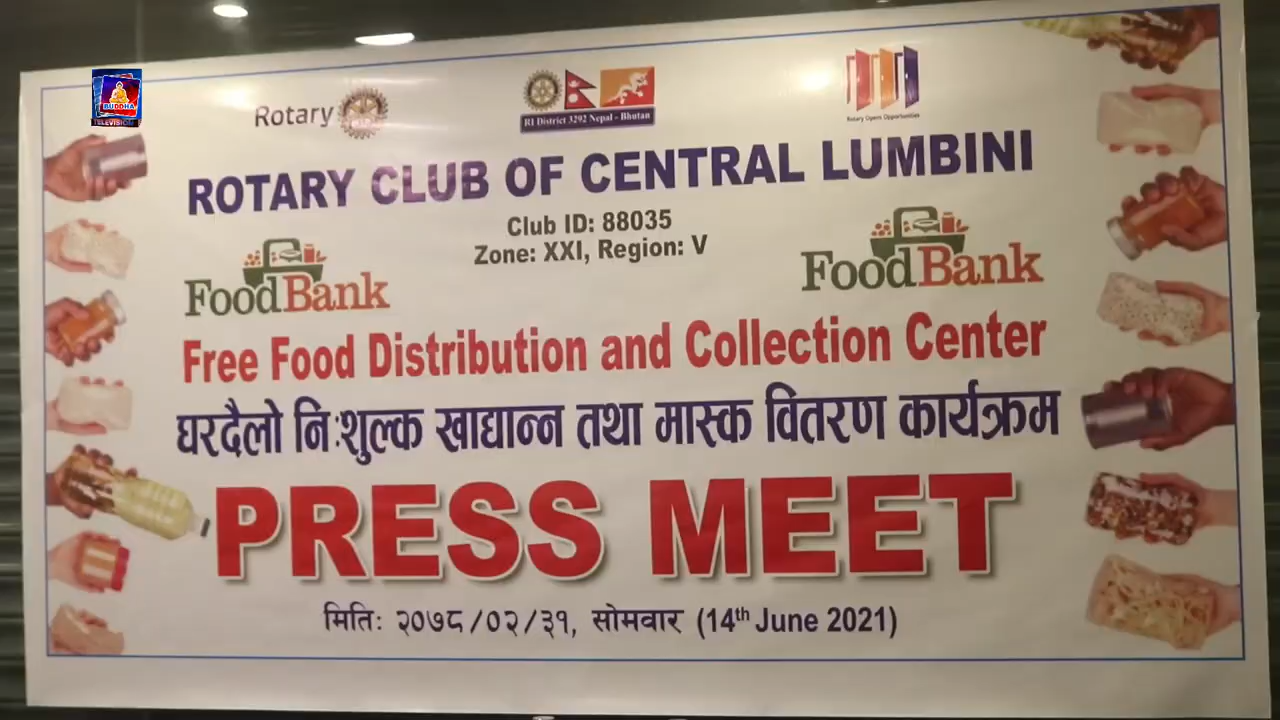 BUDDHA
TELEVISION
Rotary
RI District 3292 Nepal - Bhutan
Rotary Opens Opportunities
ROTARY CLUB OF CENTRAL LUMBINI
Club ID: 88035
Zone: XXI, Region: V
FoodBank
FoodBank
Free Food Distribution and Collection Center
घरदैलो नि:शुल्क खाद्यान्न तथा मास्क वितरण कार्यक्रम
PRESS MEET
मिति: २०७८/०२/३१, सोमवार (14th June 2021)